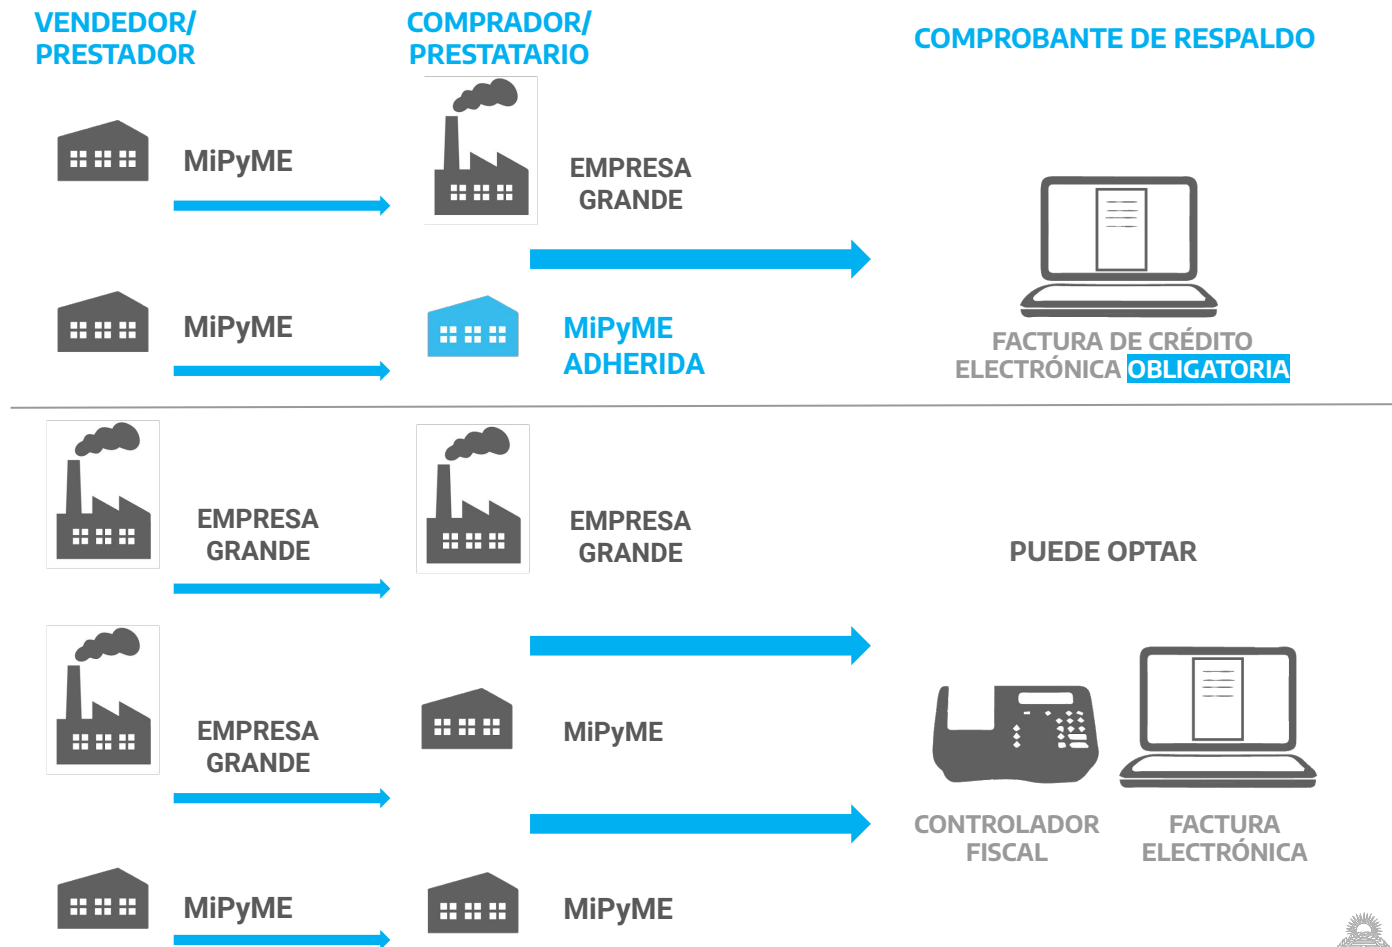 VENDEDOR/
PRESTADOR
COMPRADOR/
PRESTATARIO
COMPROBANTE DE RESPALDO
MiPyME
EMPRESA
GRANDE
MiPyME
MiPyME
ADHERIDA
FACTURA DE CRÉDITO
ELECTRÓNICA OBLIGATORIA
EMPRESA
GRANDE
EMPRESA
GRANDE
PUEDE OPTAR
EMPRESA
GRANDE
MiPyME
CONTROLADOR
FISCAL
FACTURA
ELECTRÓNICA
MiPyME
MiPyME